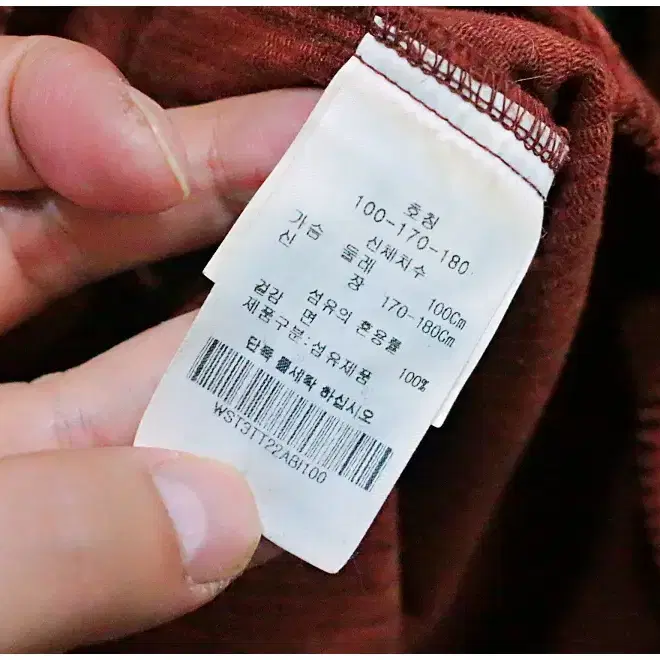 호칭
100-170-180
신체치수
가슴 둘레 100Cm
신 장 170-180Cm
섬유의 혼용률
겉감 면 100%
제품구분:섬유제품
단독 물세탁 하십시오
WST3TT22ABI100